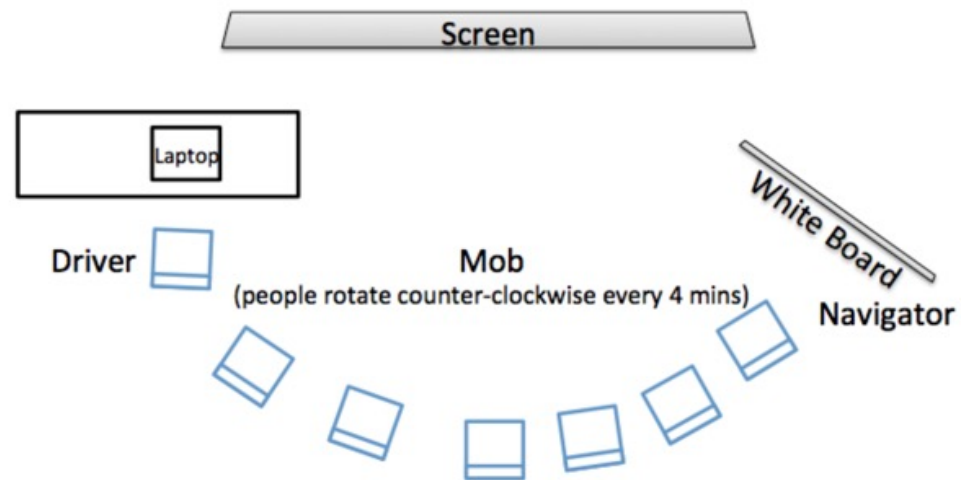 Screen
Laptop
White Board
Driver
Mob
(people rotate counter-clockwise every 4 mins)
Navigator